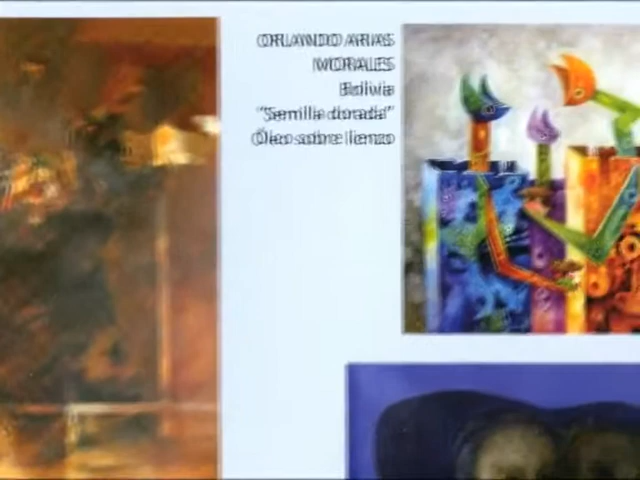 ORLANDO ARIAS
MORALES
Bolivia
"Semilla dorada"
Óleo sobre lienzo